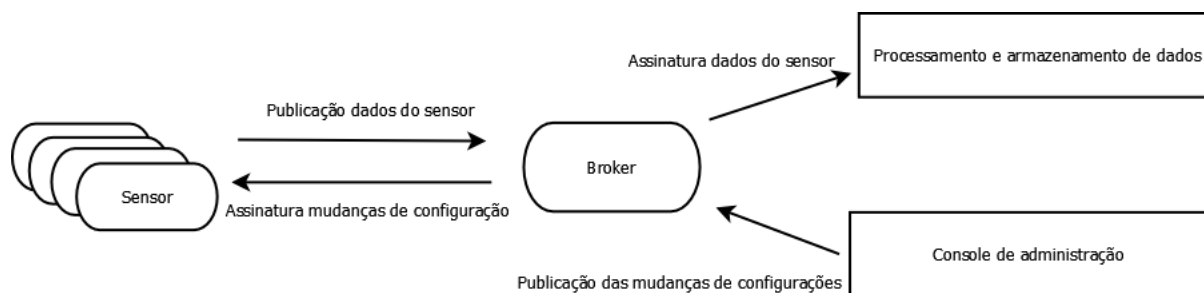 Processamento e armazenamento de dados
Assinatura dados do sensor
Publicação dados do sensor
Broker
Sensor
Assinatura mudanças de configuração
Console de administração
Publicação das mudanças de configurações